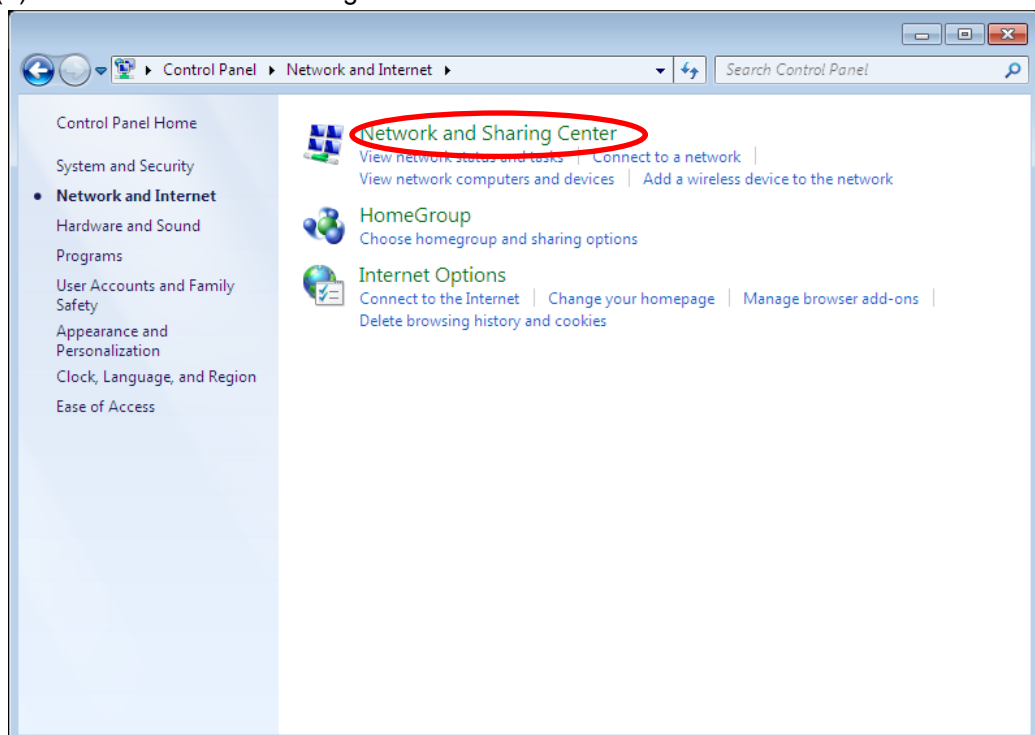 Control Panel Network and Internet Search Control Panel
Control Panel Home
System and Security
Network and Internet
Hardware and Sound
Programs
User Accounts and Family
Safety
Appearance and
Personalization
Clock, Language, and Region
Ease of Access
Network and Sharing Center
View network status and tasks Connect to a network
View network computers and devices Add a wireless device to the network
HomeGroup
Choose homegroup and sharing options
Internet Options
Connect to the Internet Change your homepage Manage browser add-ons
Delete browsing history and cookies